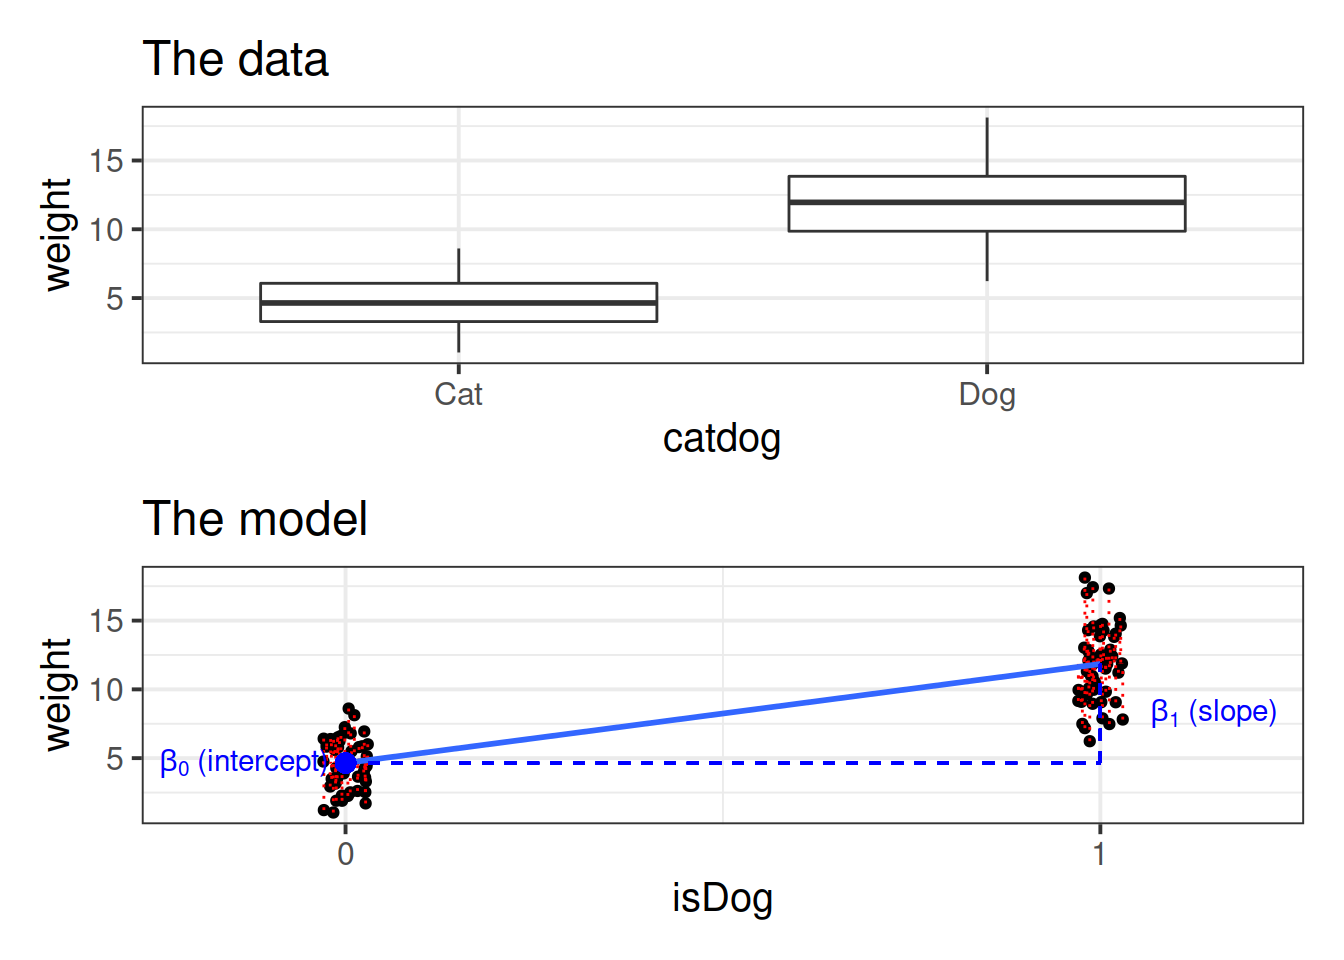 The data
weight
15
10
5
Cat
Dog
catdog
The model
weight
15
10
5
β₀ (intercept)
β₁ (slope)
0
1
isDog